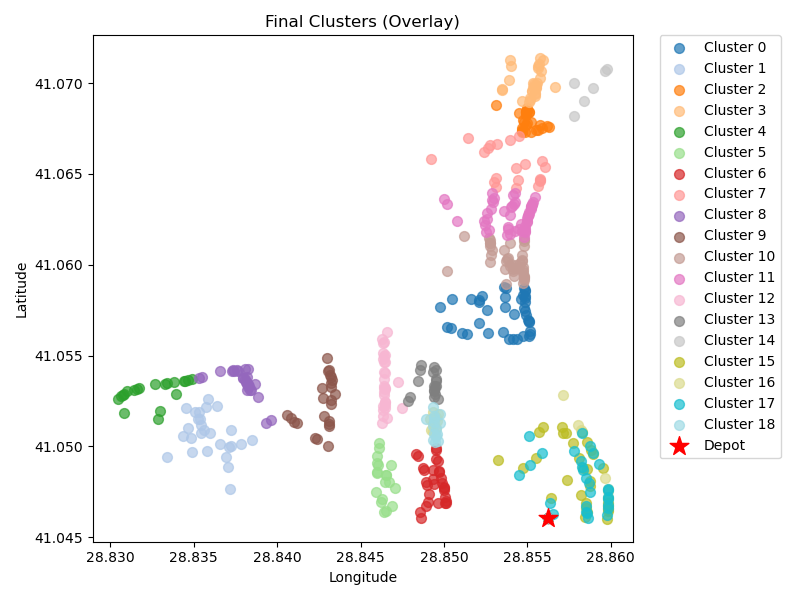 Final Clusters (Overlay)
Latitude
41.070
41.065
41.060
41.055
41.050
41.045
28.830 28.835 28.840 28.845 28.850 28.855 28.860
Longitude
Cluster 0
Cluster 1
Cluster 2
Cluster 3
Cluster 4
Cluster 5
Cluster 6
Cluster 7
Cluster 8
Cluster 9
Cluster 10
Cluster 11
Cluster 12
Cluster 13
Cluster 14
Cluster 15
Cluster 16
Cluster 17
Cluster 18
Depot